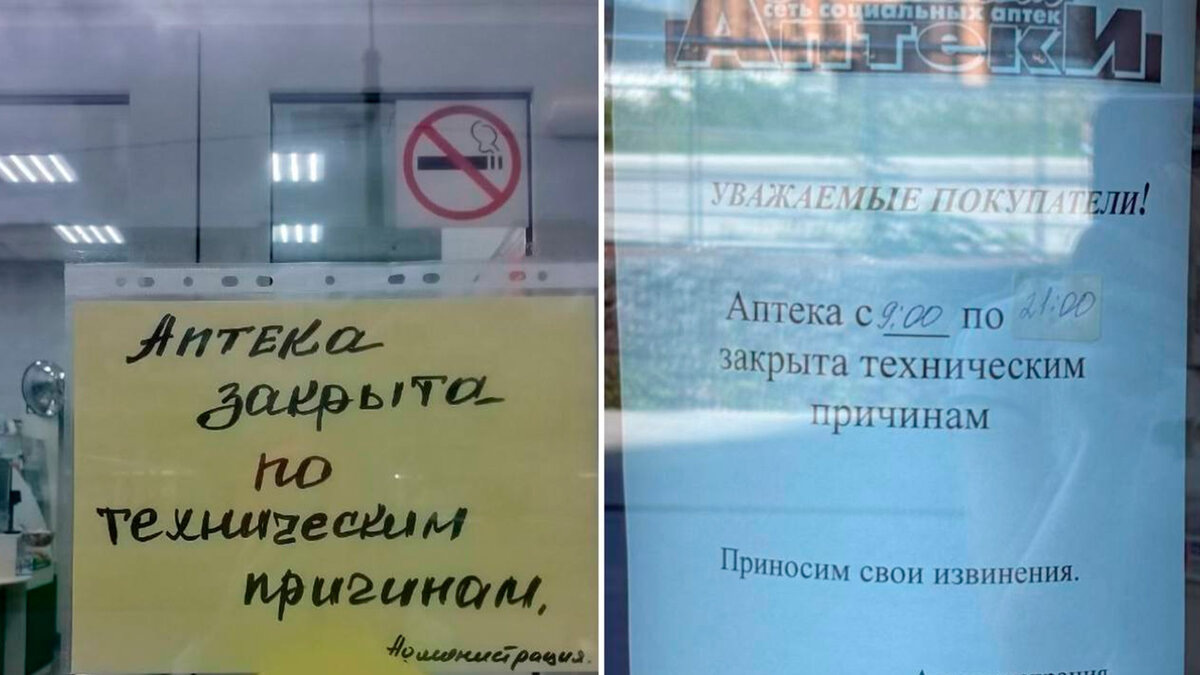 Аптека
закрыта
по
техническим
причинам.
Администрация.
сеть социальных аптек
АптекИ
УВАЖАЕМЫЕ ПОКУПАТЕЛИ!
Аптека с 9:00 по 21:00
закрыта техническим
причинам
Приносим свои извинения.